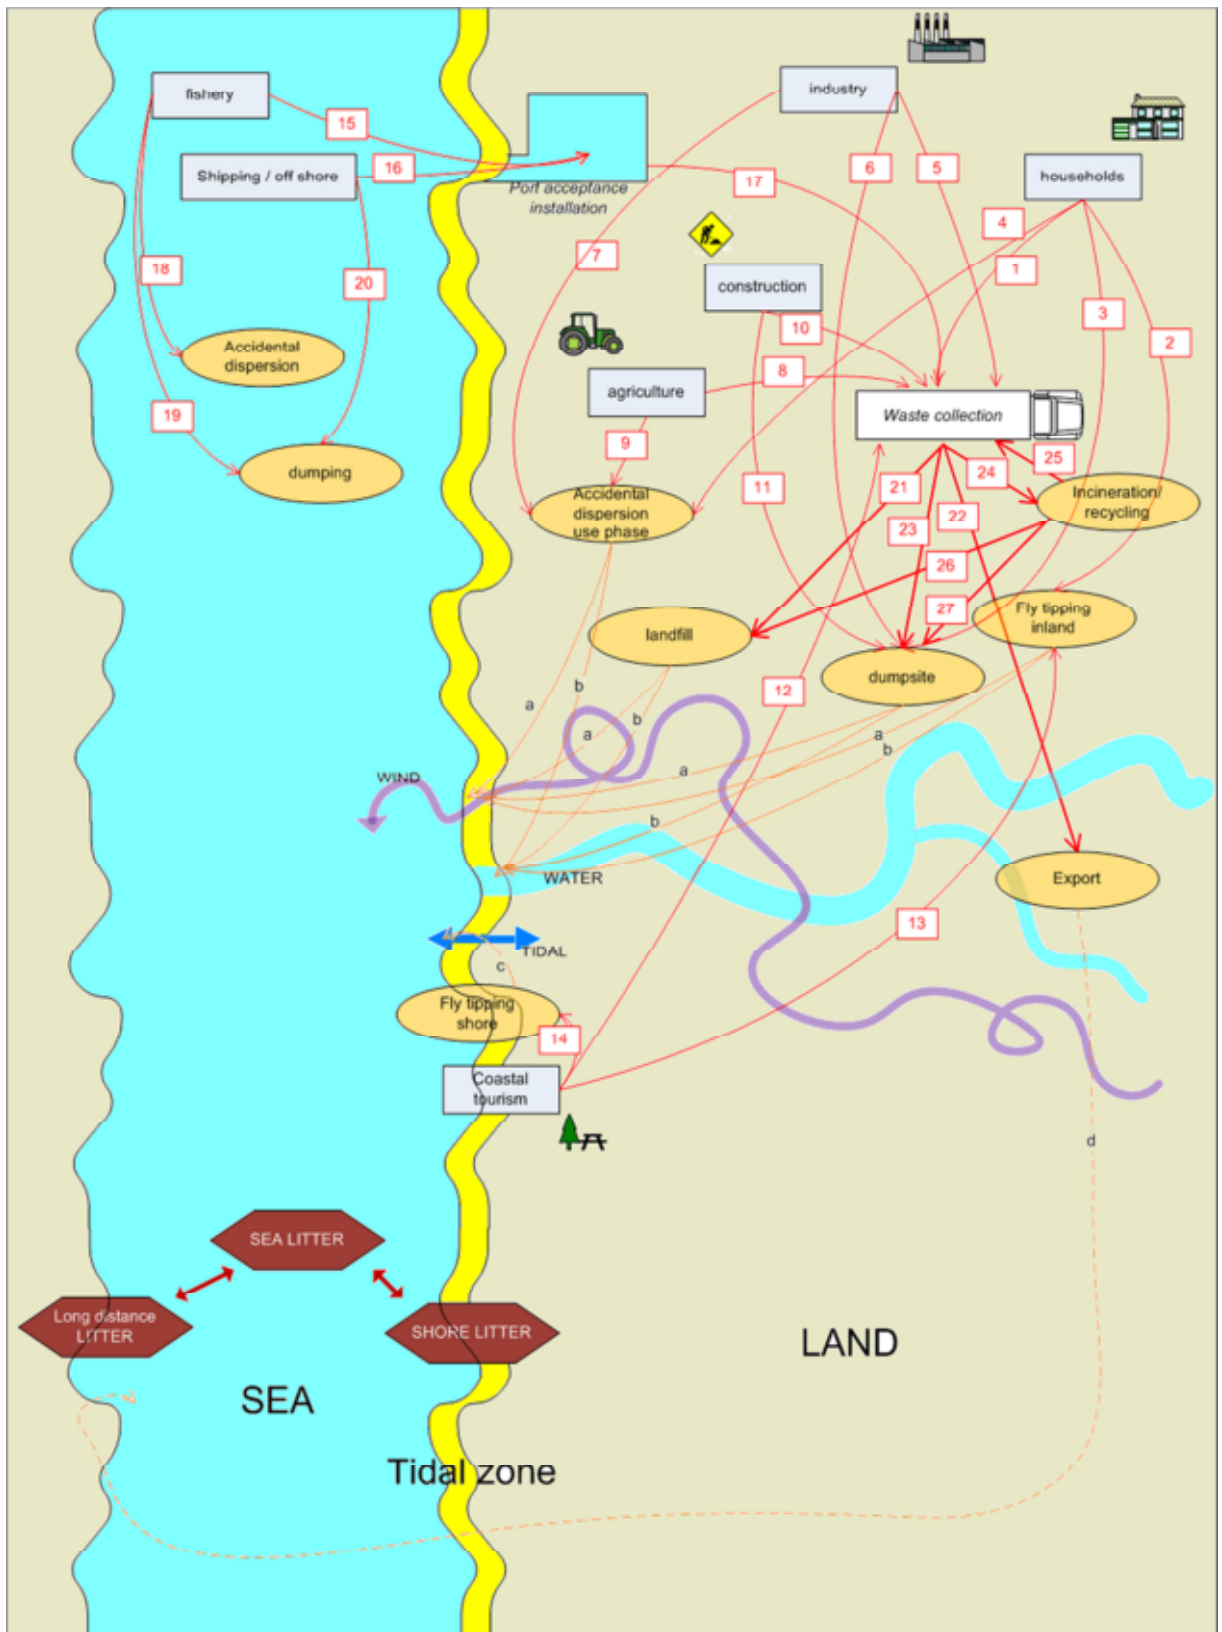 fishery
industry
15
households
Shipping / off shore
16
6
5
17
Port acceptance
installation
4
7
1
18
20
construction
10
3
2
Accidental
dispersion
8
agriculture
Waste collection
19
9
25
dumping
24
21
11
Accidental
dispersion
use phase
Incineration/
recycling
22
23
26
27
Fly tipping
inland
landfill
dumpsite
12
b
a
b
a
a
b
a
WIND
b
WATER
Export
13
TIDAL
c
Fly tipping
shore
14
Coastal
tourism
d
SEA LITTER
Long distance
LITTER
SHORE LITTER
LAND
SEA
Tidal zone